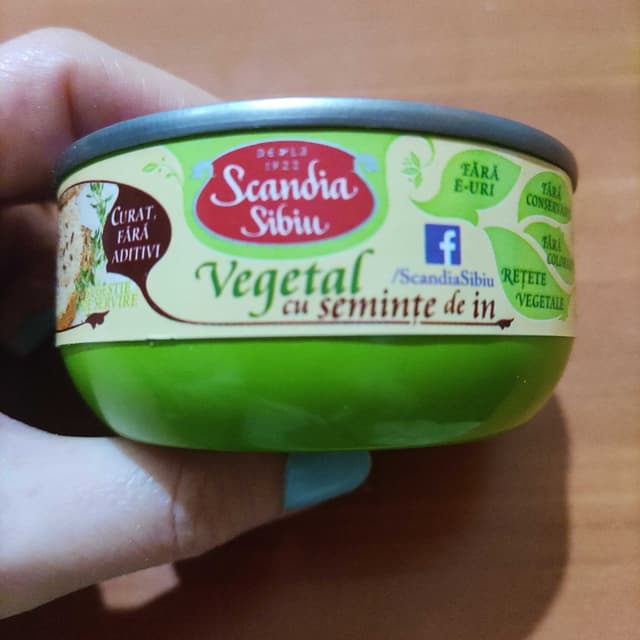 DE LA
1922
Scandia
Sibiu
Vegetal
cu semințe de in
CURAT,
FĂRĂ
ADITIVI
SERVIRE
f
/ScandiaSibiu
FĂRĂ
E-URI
FĂRĂ
FĂRĂ
REȚETE
VEGETALE